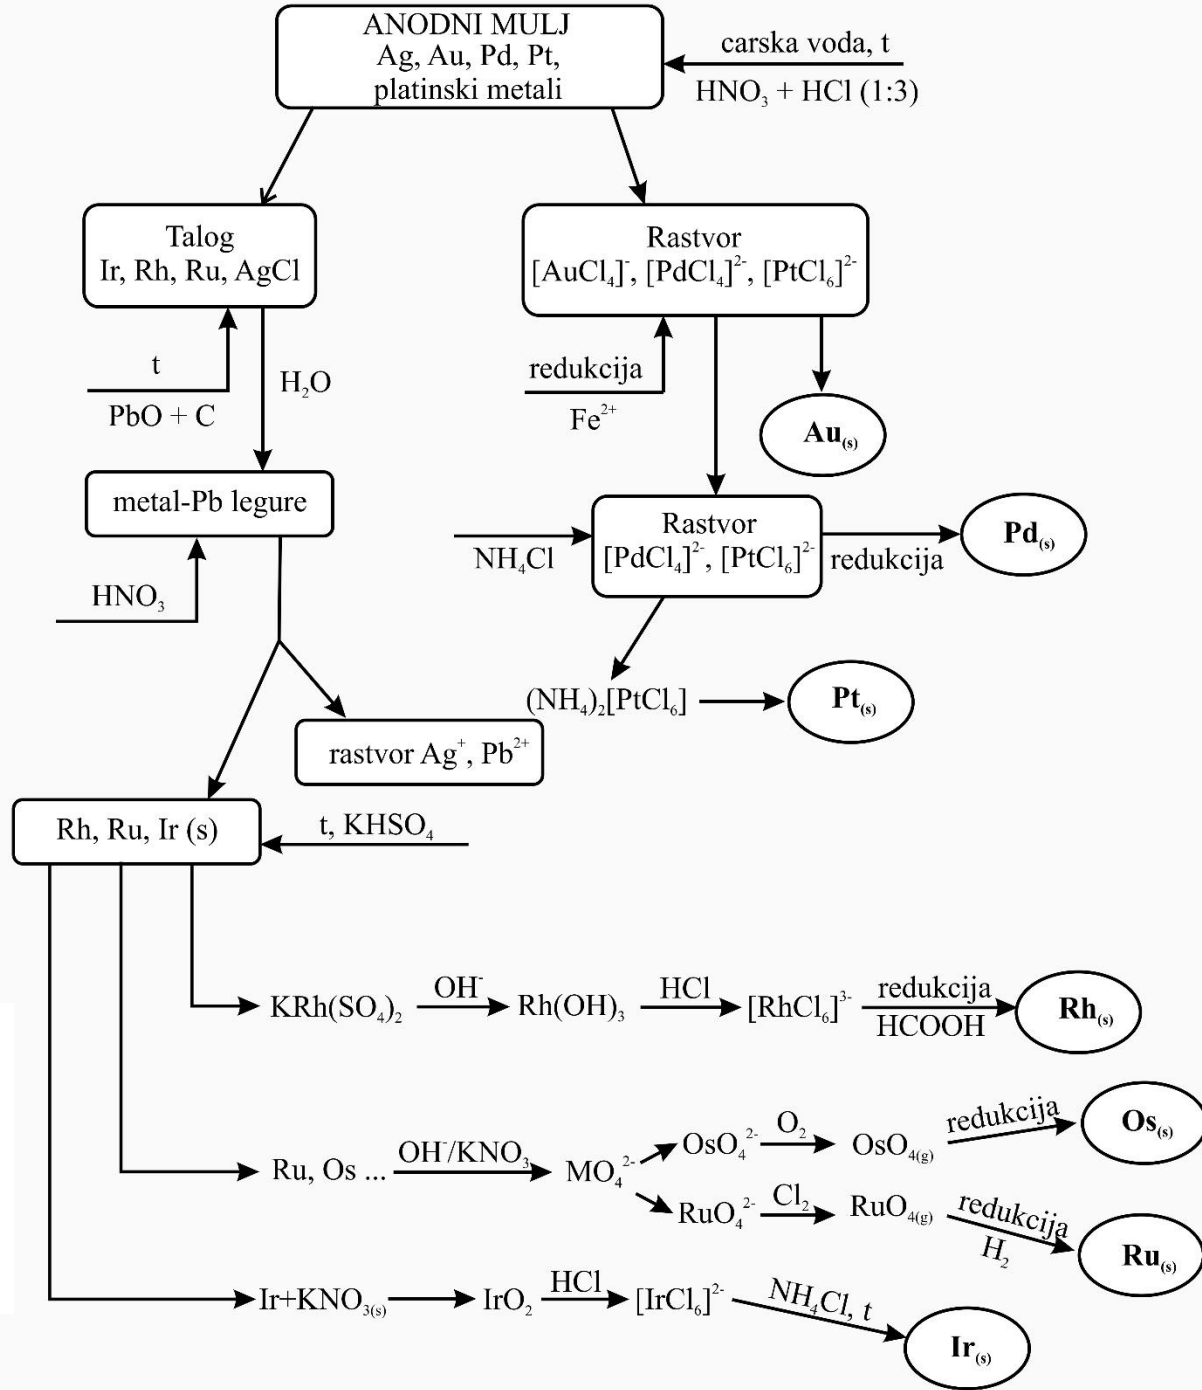 ANODNI MULJ
Ag, Au, Pd, Pt,
platinski metali
carska voda, t
HNO₃ + HCl (1:3)
Talog
Ir, Rh, Ru, AgCl
Rastvor
[AuCl₄]⁻, [PdCl₄]²⁻, [PtCl₆]²⁻
t
PbO + C
H₂O
redukcija
Fe²⁺
Au(s)
metal-Pb legure
HNO₃
NH₄Cl
Rastvor
[PdCl₄]²⁻, [PtCl₆]²⁻
redukcija
Pd(s)
(NH₄)₂[PtCl₆]
Pt(s)
rastvor Ag⁺, Pb²⁺
Rh, Ru, Ir (s)
t, KHSO₄
KRh(SO₄)₂
OH⁻
Rh(OH)₃
HCl
[RhCl₆]³⁻
redukcija
HCOOH
Rh(s)
Ru, Os ...
OH⁻/KNO₃
MO₄²⁻
OsO₄²⁻
O₂
OsO₄(g)
redukcija
Os(s)
RuO₄²⁻
Cl₂
RuO₄(g)
redukcija
H₂
Ru(s)
Ir+KNO₃(s)
IrO₂
HCl
[IrCl₆]²⁻
NH₄Cl, t
Ir(s)